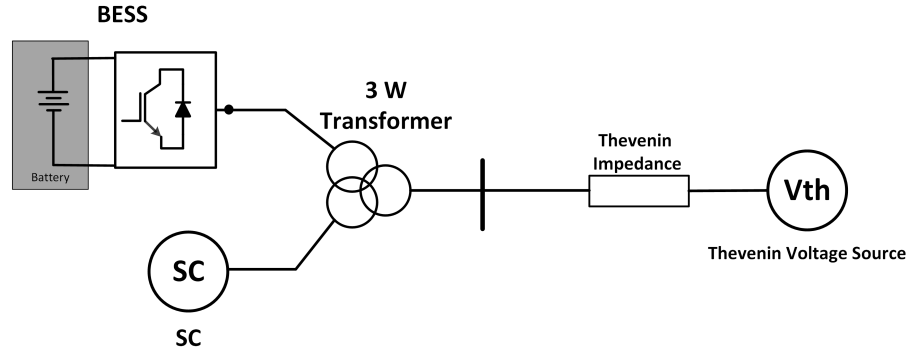 BESS
Battery
3 W
Transformer
Thevenin
Impedance
Vth
Thevenin Voltage Source
SC
SC